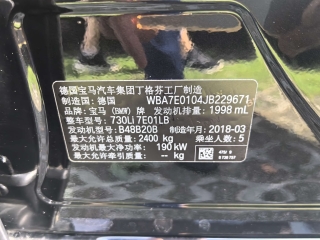 德国宝马汽车集团丁格芬工厂制造
制造国：德国 WBA7E0104JB229671
品牌：宝马（BMW）牌 发动机排量：1998 mL
整车型号：730Li 7E01LB
发动机型号：B48B20B 制造年月：2018-03
最大允许总质量：2400 kg 乘坐人数：5
发动机最大净功率：190 kW
最大允许牵引质量：-- kg